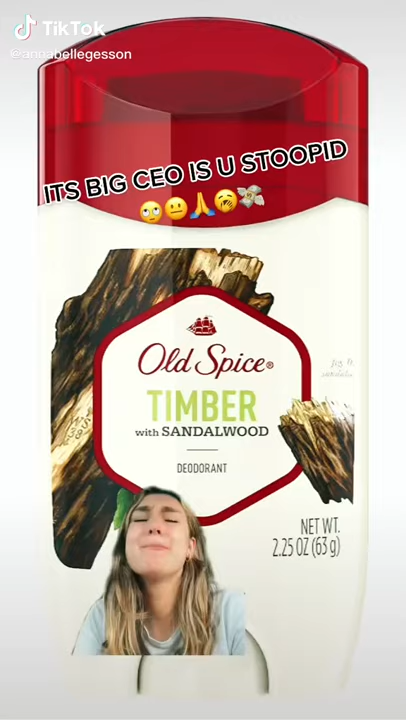 TikTok
@annabellegesson
ITS BIG CEO IS U STOOPID
🙄😐🙏🥱💸
Old Spice®
TIMBER
with SANDALWOOD
DEODORANT
NET WT.
2.25 OZ (63 g)